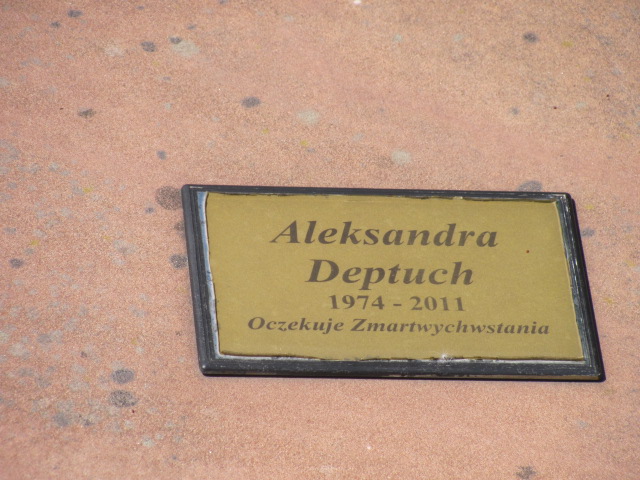 Aleksandra
Deptuch
1974 - 2011
Oczekuje Zmartwychwstania